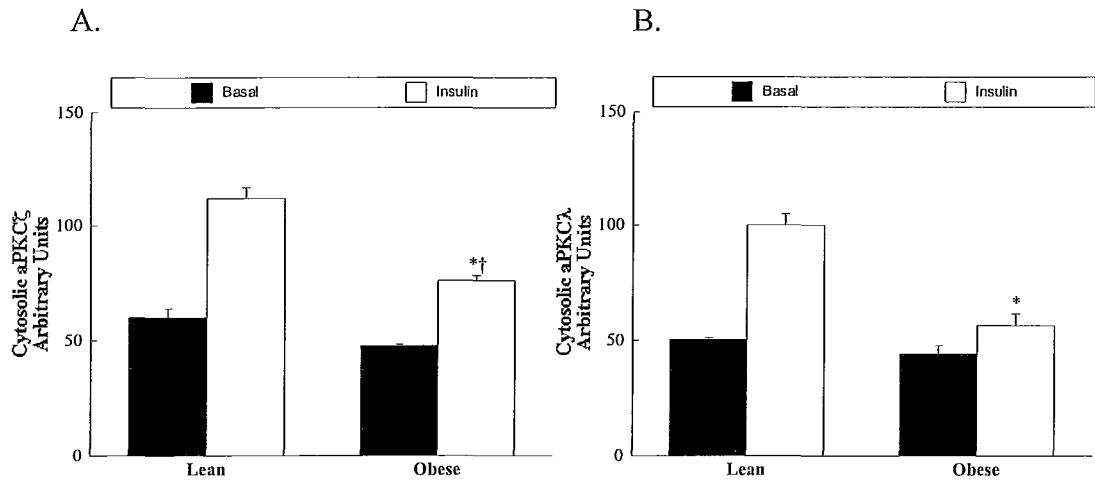 A.
Basal Insulin
150
100
50
0
Cytosolic aPKCζ
Arbitrary Units
*†
Lean Obese
B.
Basal Insulin
150
100
50
0
Cytosolic aPKCλ
Arbitrary Units
*
Lean Obese